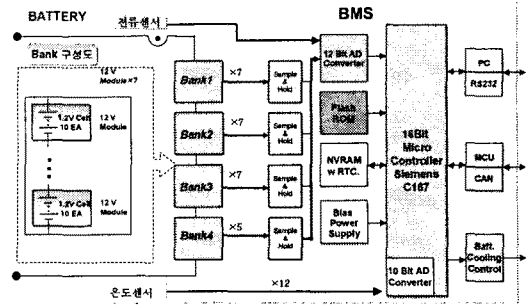 BATTERY
전류센서
BMS
Bank 구성도
12 V
Module×7
1.2V Cell
10 EA
12 V
Module
1.2V Cell
10 EA
12 V
Module
Bank1
×7
Sample
&
Hold
Bank2
×7
Sample
&
Hold
Bank3
×7
Sample
&
Hold
Bank4
×5
Sample
&
Hold
12 Bit AD
Converter
Flash
ROM
NVRAM
w RTC.
Bias
Power
Supply
16Bit
Micro
Controller
Siemens
C167
10 Bit AD
Converter
PC
RS232
MCU
CAN
Batt.
Cooling
Control
온도센서
×12